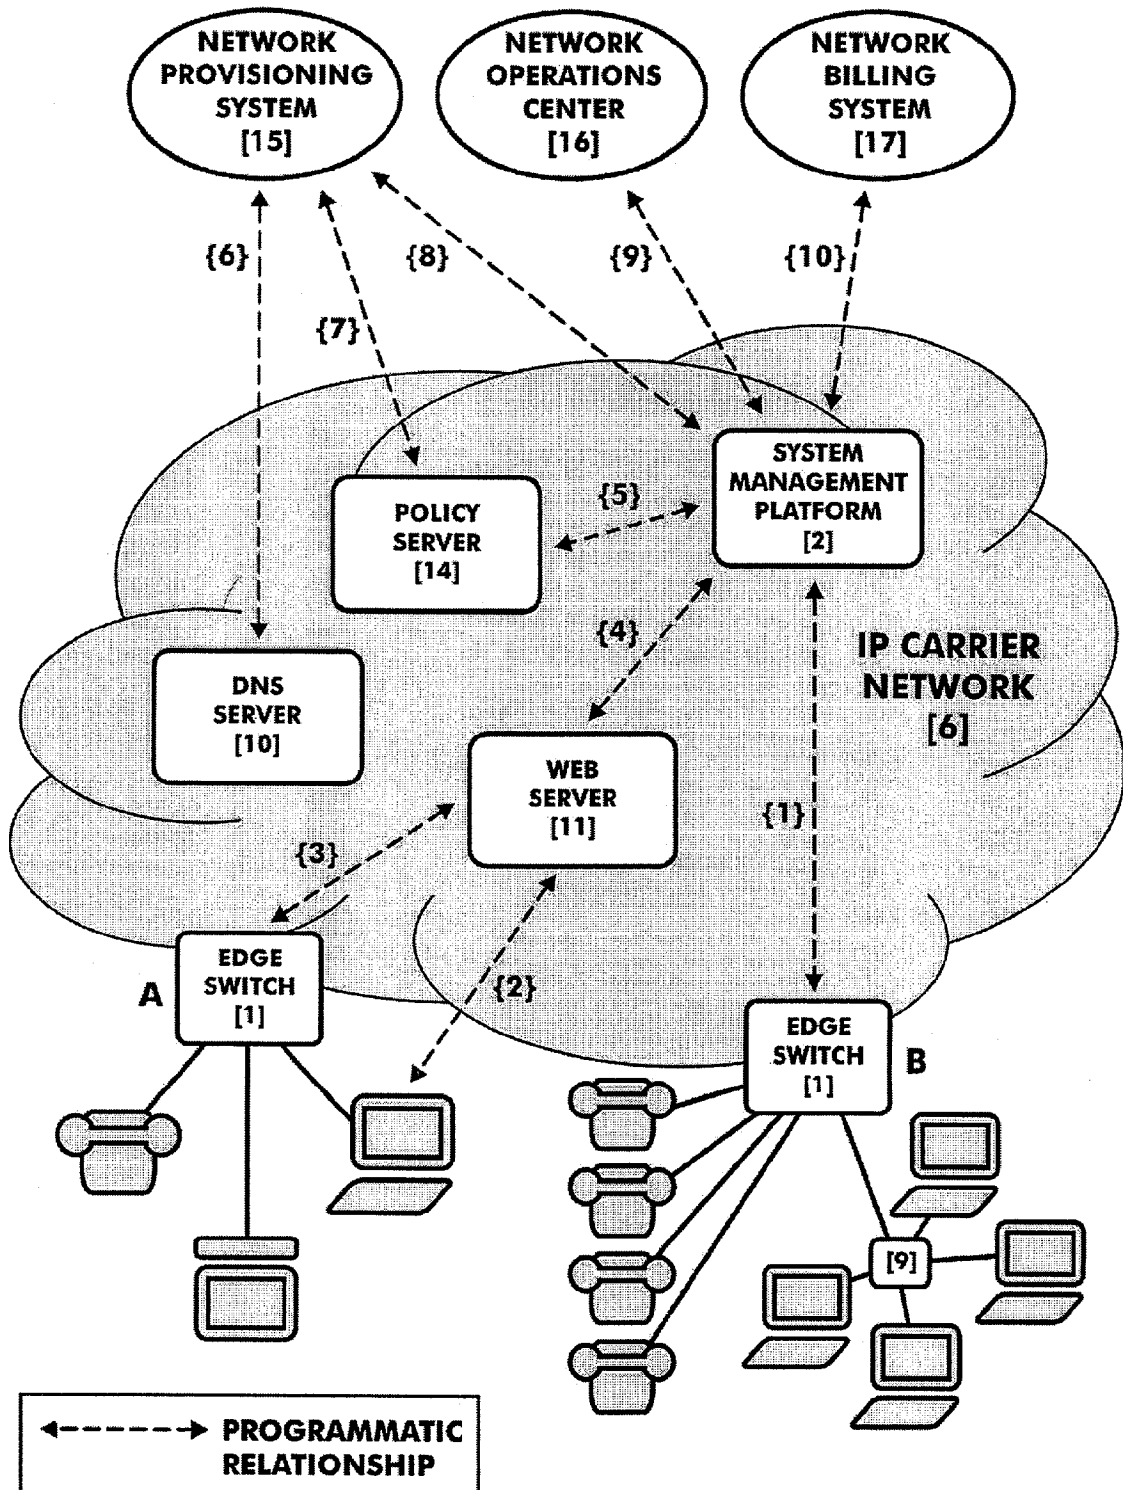 NETWORK
PROVISIONING
SYSTEM
[15]
NETWORK
OPERATIONS
CENTER
[16]
NETWORK
BILLING
SYSTEM
[17]
{6}
{7}
{8}
{9}
{10}
SYSTEM
MANAGEMENT
PLATFORM
[2]
POLICY
SERVER
[14]
{5}
{4}
IP CARRIER
NETWORK
[6]
DNS
SERVER
[10]
WEB
SERVER
[11]
{1}
{3}
{2}
A
EDGE
SWITCH
[1]
EDGE
SWITCH
[1]
B
[9]
PROGRAMMATIC
RELATIONSHIP